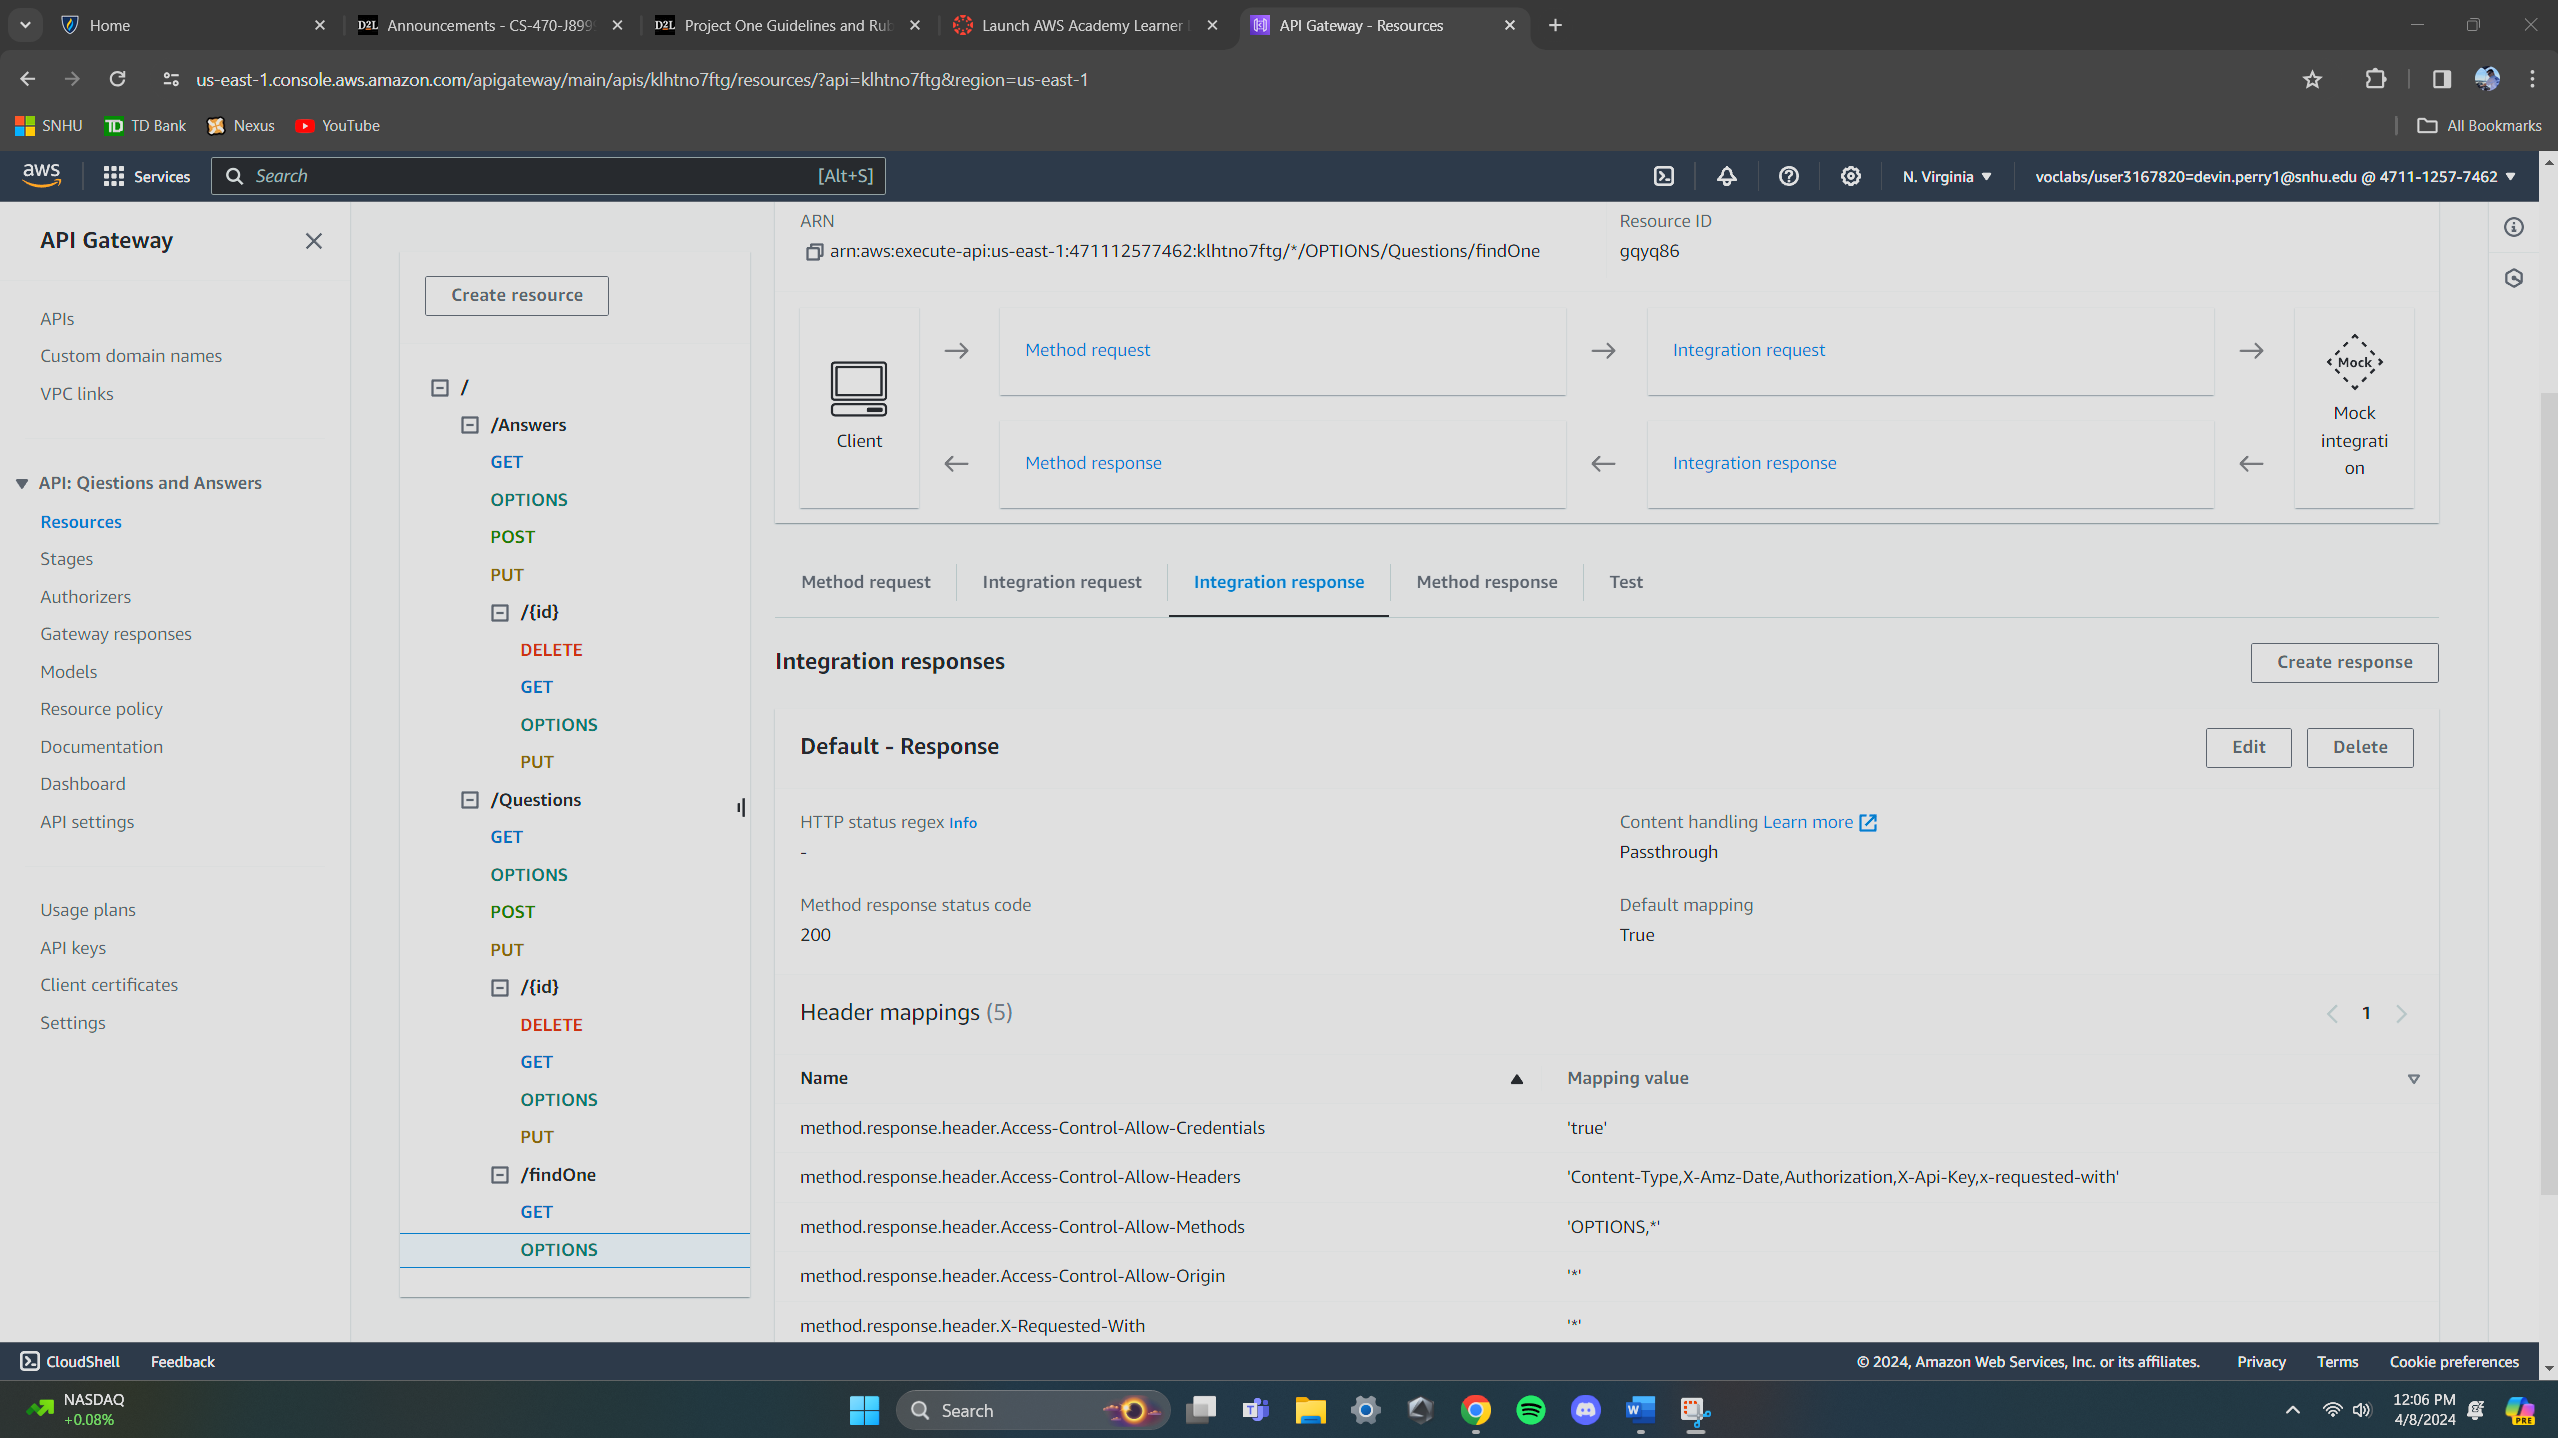 Home
Announcements - CS-470-J899
Project One Guidelines and Rub
Launch AWS Academy Learner
API Gateway - Resources
us-east-1.console.aws.amazon.com/apigateway/main/apis/klhtno7ftg/resources/?api=klhtno7ftg&region=us-east-1
SNHU
TD Bank
Nexus
YouTube
All Bookmarks
aws
Services
Search
[Alt+S]
N. Virginia
voclabs/user3167820=devin.perry1@snhu.edu @ 4711-1257-7462
API Gateway
APIs
Custom domain names
VPC links
API: Qiestions and Answers
Resources
Stages
Authorizers
Gateway responses
Models
Resource policy
Documentation
Dashboard
API settings
Usage plans
API keys
Client certificates
Settings
Create resource
/
/Answers
GET
OPTIONS
POST
PUT
/{id}
DELETE
GET
OPTIONS
PUT
/Questions
GET
OPTIONS
POST
PUT
/{id}
DELETE
GET
OPTIONS
PUT
/findOne
GET
OPTIONS
ARN
arn:aws:execute-api:us-east-1:471112577462:klhtno7ftg/*/OPTIONS/Questions/findOne
Resource ID
gqyq86
Client
Method request
Integration request
Method response
Integration response
Mock
Mock
integrati
on
Method request
Integration request
Integration response
Method response
Test
Integration responses
Create response
Default - Response
Edit
Delete
HTTP status regex Info
-
Content handling Learn more
Passthrough
Method response status code
200
Default mapping
True
Header mappings (5)
1
Name
Mapping value
method.response.header.Access-Control-Allow-Credentials
'true'
method.response.header.Access-Control-Allow-Headers
'Content-Type,X-Amz-Date,Authorization,X-Api-Key,x-requested-with'
method.response.header.Access-Control-Allow-Methods
'OPTIONS,*'
method.response.header.Access-Control-Allow-Origin
'*'
method.response.header.X-Requested-With
'*'
CloudShell
Feedback
© 2024, Amazon Web Services, Inc. or its affiliates.
Privacy
Terms
Cookie preferences
NASDAQ
+0.08%
Search
12:06 PM
4/8/2024
PRE